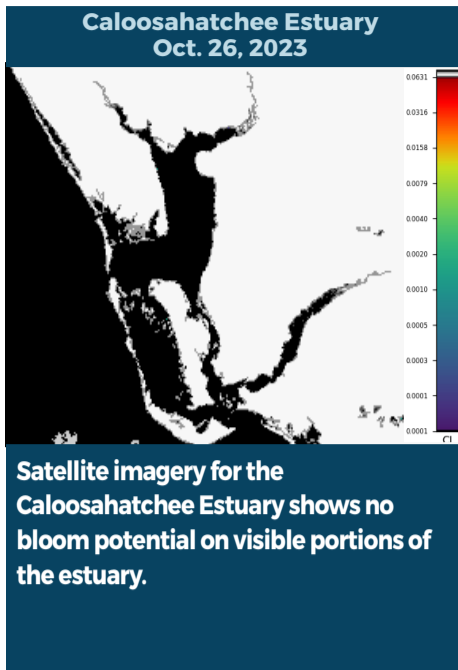 Caloosahatchee Estuary
Oct. 26, 2023
0.0631
0.0316
0.0158
0.0079
0.0040
0.0020
0.0010
0.0005
0.0003
0.0001
0.0001
CI
Satellite imagery for the
Caloosahatchee Estuary shows no
bloom potential on visible portions of
the estuary.